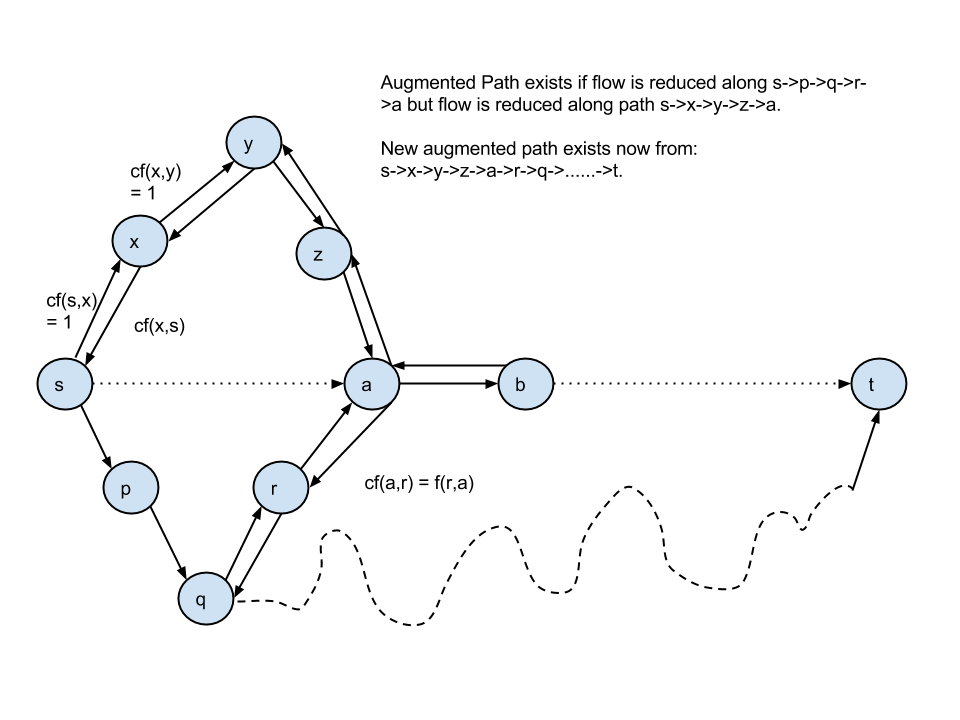 Augmented Path exists if flow is reduced along s->p->q->r-
>a but flow is reduced along path s->x->y->z->a.
New augmented path exists now from:
s->x->y->z->a->r->q->......->t.
y
cf(x,y)
= 1
x
z
cf(s,x)
= 1
cf(x,s)
s
a
b
t
p
r
cf(a,r) = f(r,a)
q